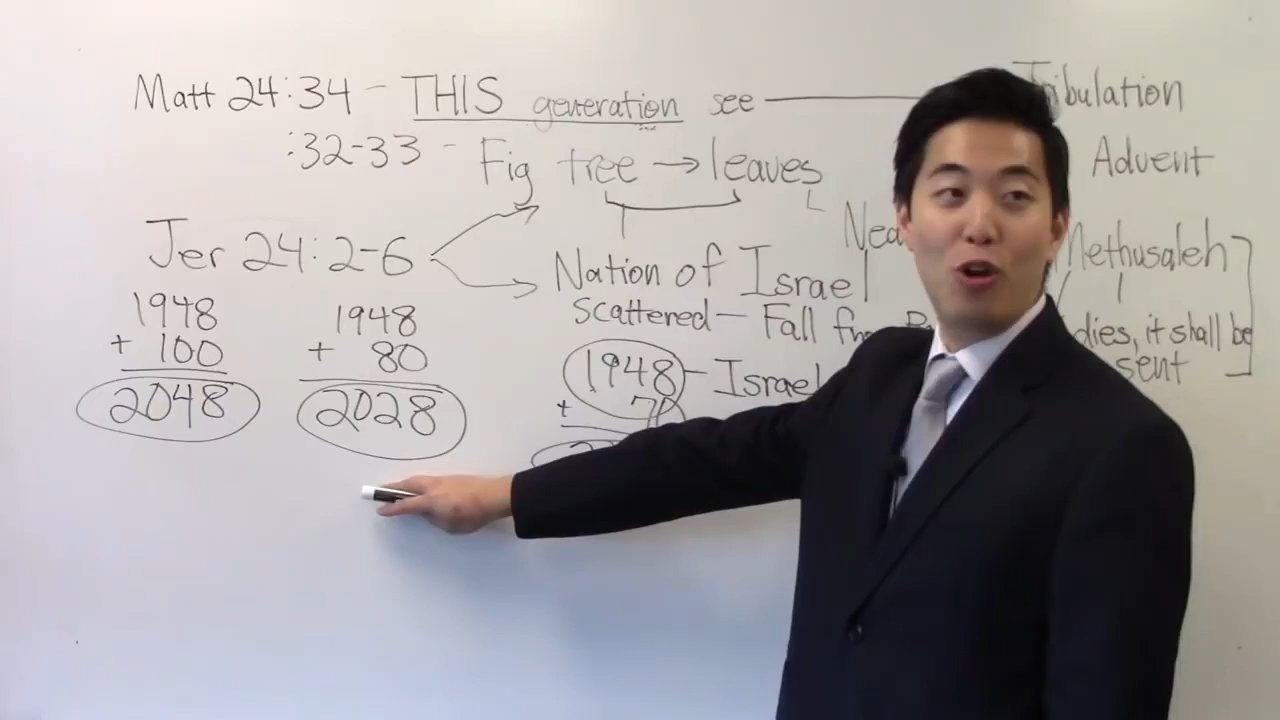 Matt 24:34 - THIS generation see — Tribulation
:32-33 - Fig tree → leaves
Advent
Jer 24:2-6
Nation of Israel
Methusaleh
scattered - Fall
dies, it shall be
sent
1948
+ 100
2048
1948
+ 80
2028
1948 - Israel
+ 70